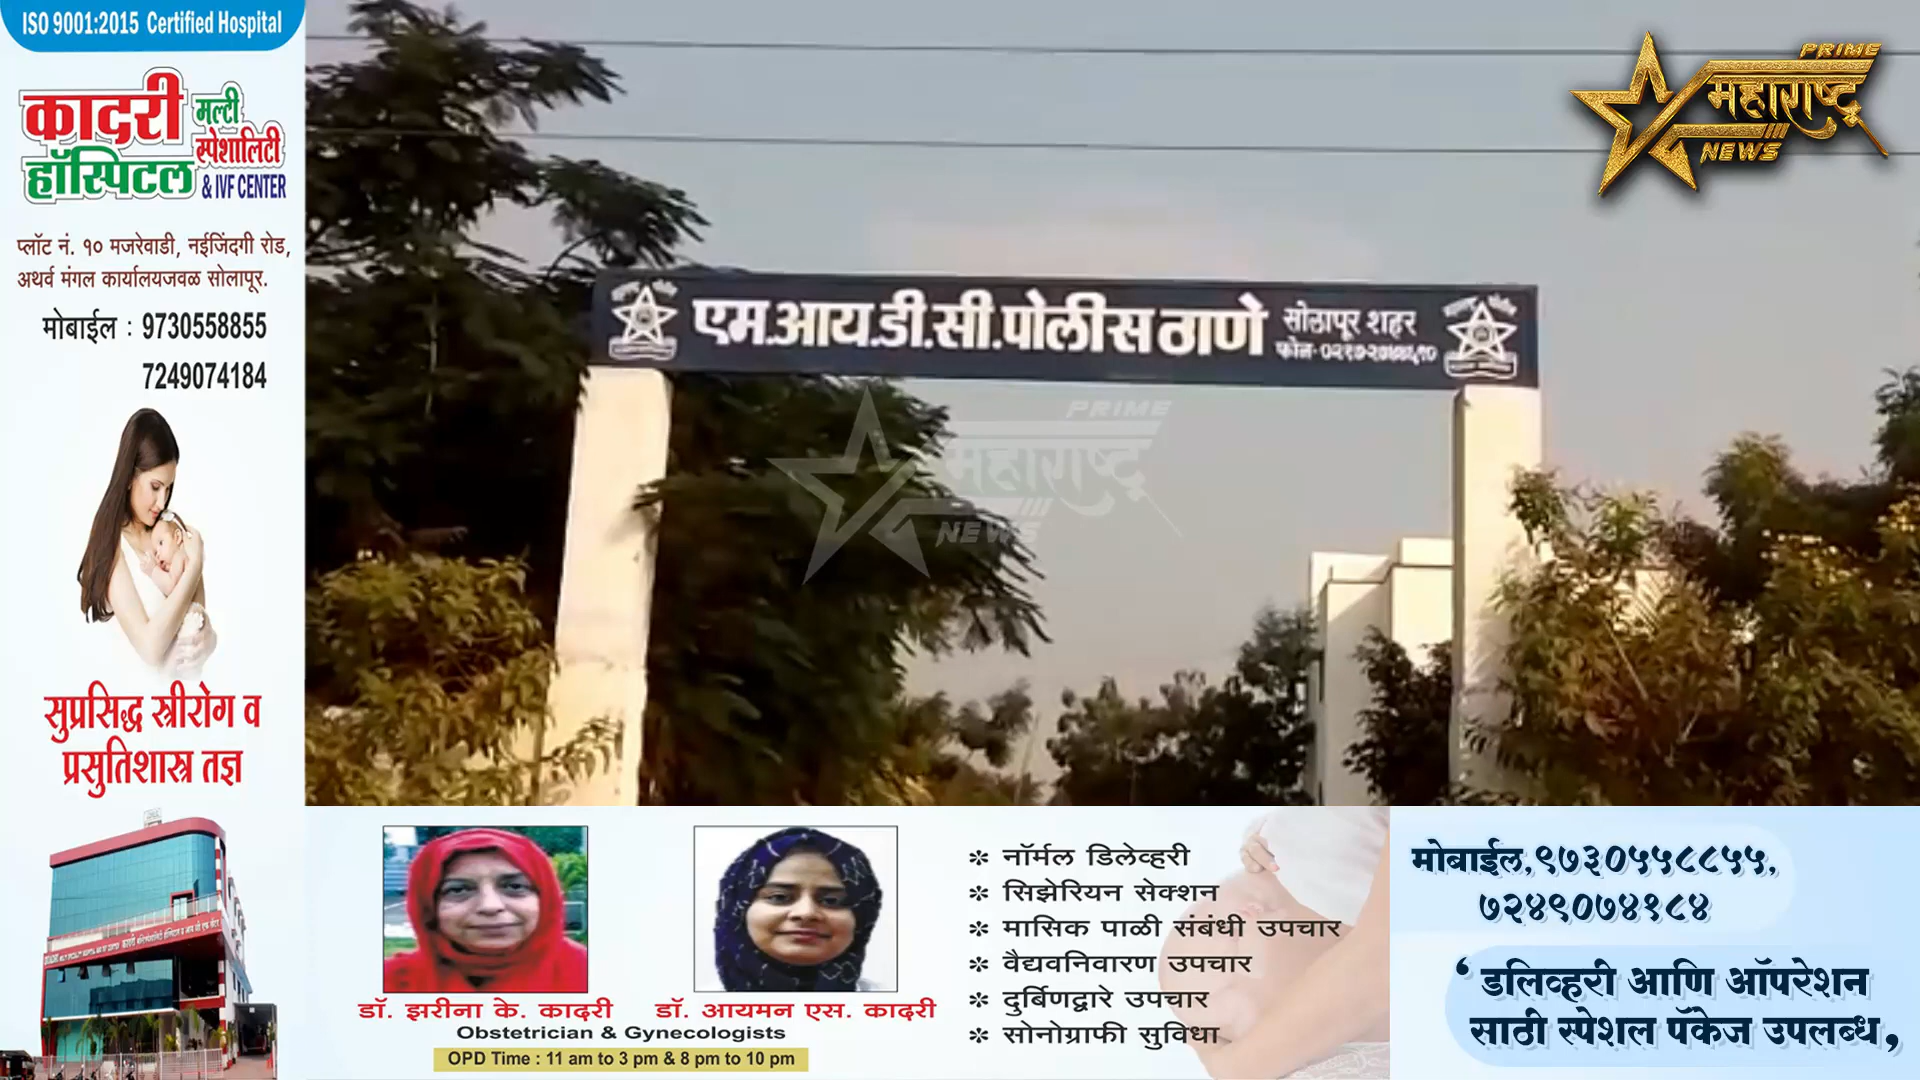 ISO 9001:2015 Certified Hospital
कादरी मल्टी
हॉस्पिटल स्पेशालिटी
& IVF CENTER
प्लॉट नं. १० मजरेवाडी, नईजिंदगी रोड,
अथर्व मंगल कार्यालयजवळ सोलापूर.
मोबाईल : 9730558855
7249074184
सुप्रसिद्ध स्त्रीरोग व
प्रसुतिशास्त्र तज्ञ
PRIME
महाराष्ट्र
NEWS
एम.आय.डी.सी.पोलीस ठाणे
सोलापूर शहर
PRIME
महाराष्ट्र
NEWS
डॉ. झरीना के. कादरी
डॉ. आयमन एस. कादरी
Obstetrician & Gynecologists
OPD Time : 11 am to 3 pm & 8 pm to 10 pm
* नॉर्मल डिलेव्हरी
* सिझेरियन सेक्शन
* मासिक पाळी संबंधी उपचार
* वैद्यवनिवारण उपचार
* दुर्बिणद्वारे उपचार
* सोनोग्राफी सुविधा
मोबाईल,९७३०५५८८५५,
७२४९०७४१८४
‘ डलिव्हरी आणि ऑपरेशन
साठी स्पेशल पॅकेज उपलब्ध,